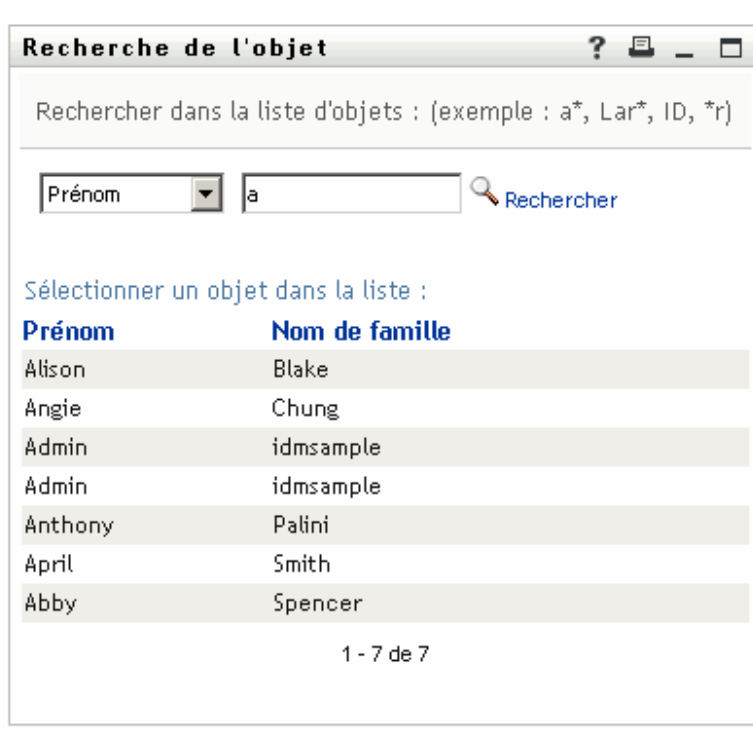 Recherche de l'objet ?
Rechercher dans la liste d'objets : (exemple : a*, Lar*, ID, *r)
Prénom a Rechercher
Sélectionner un objet dans la liste :
Prénom Nom de famille
Alison Blake
Angie Chung
Admin idmsample
Admin idmsample
Anthony Palini
April Smith
Abby Spencer
1 - 7 de 7